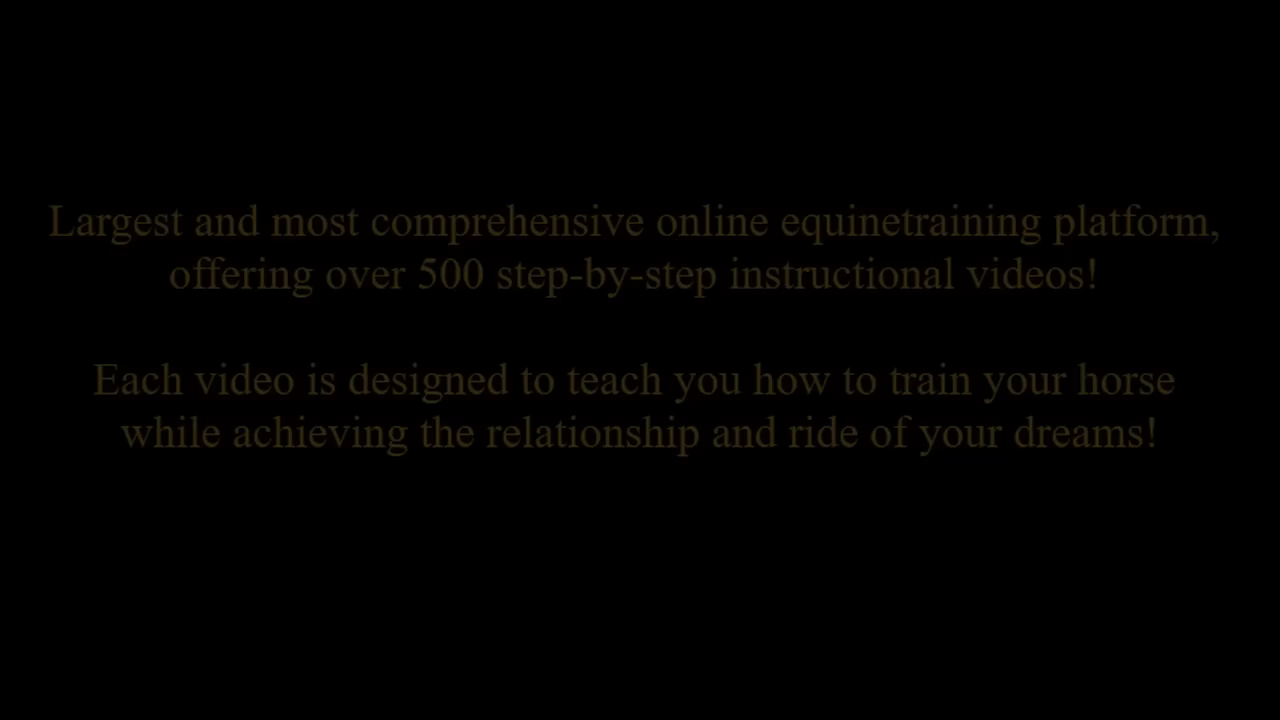 Largest and most comprehensive online equinetraining platform,
offering over 500 step-by-step instructional videos!
Each video is designed to teach you how to train your horse
while achieving the relationship and ride of your dreams!